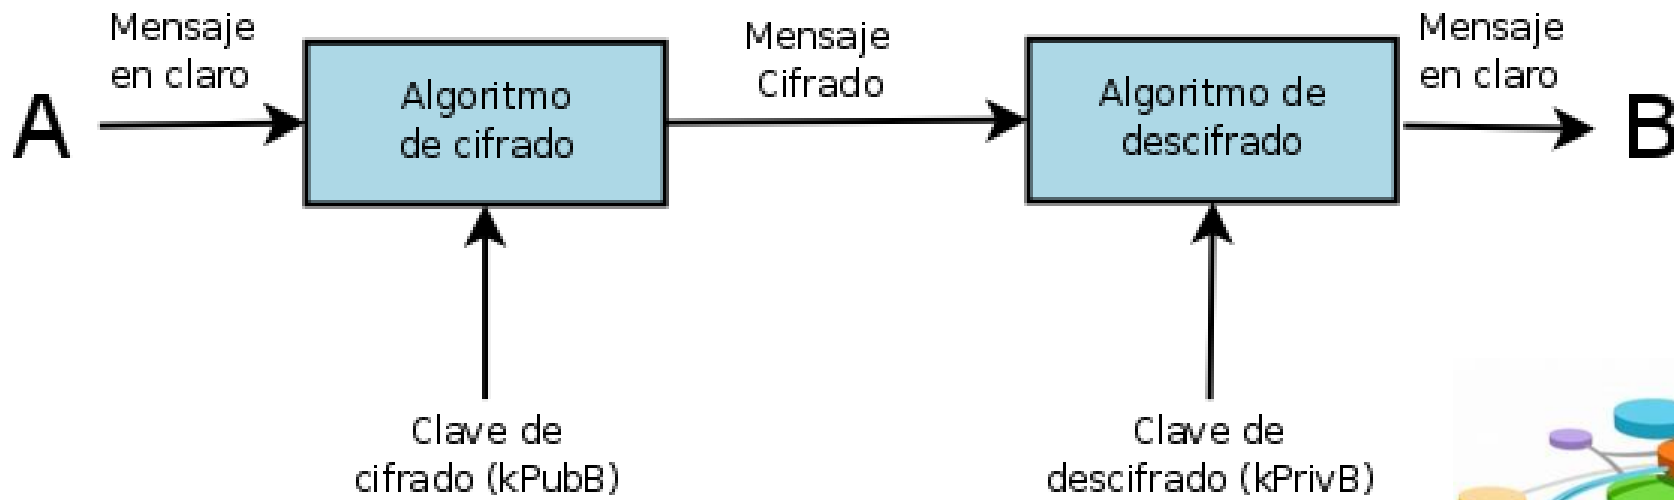 Mensaje
en claro
A
Algoritmo
de cifrado
Mensaje
Cifrado
Algoritmo de
descifrado
Mensaje
en claro
B
Clave de
cifrado (kPubB)
Clave de
descifrado (kPrivB)